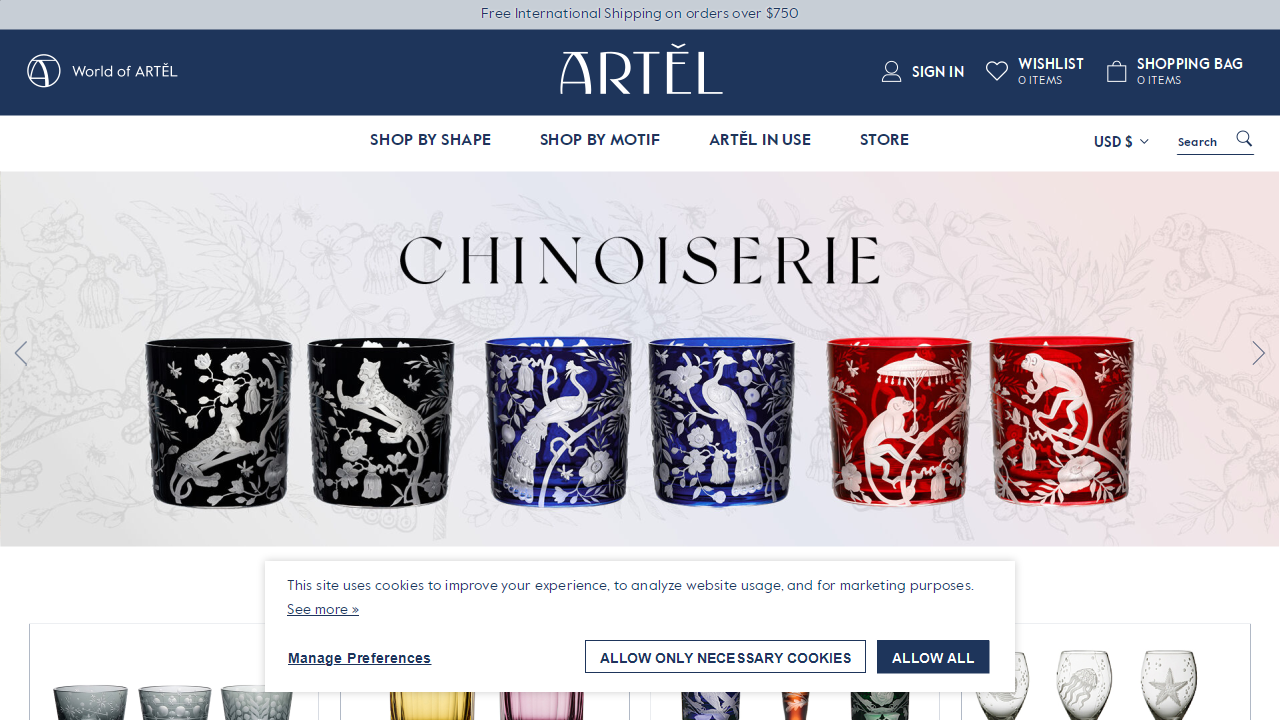 Free International Shipping on orders over $750
World of ARTĚL
ARTĚL
SIGN IN
WISHLIST
0 ITEMS
SHOPPING BAG
0 ITEMS
SHOP BY SHAPE
SHOP BY MOTIF
ARTĚL IN USE
STORE
USD $
Search
CHINOISERIE
This site uses cookies to improve your experience, to analyze website usage, and for marketing purposes.
See more »
Manage Preferences
ALLOW ONLY NECESSARY COOKIES
ALLOW ALL